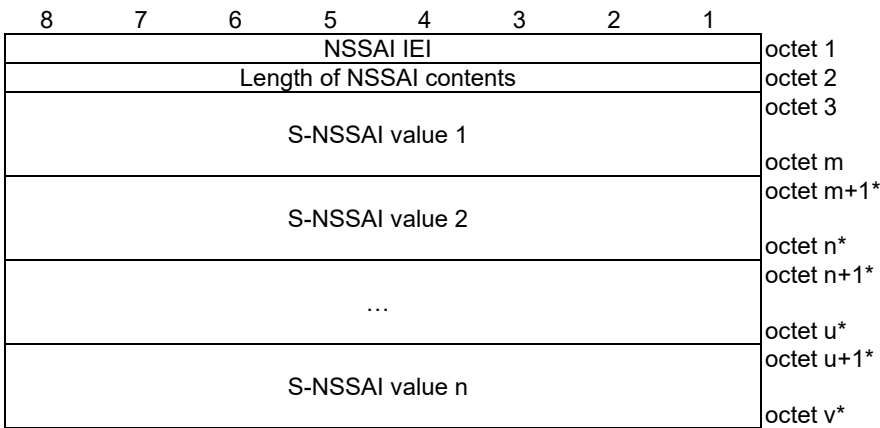 8 7 6 5 4 3 2 1
NSSAI IEI octet 1
Length of NSSAI contents octet 2
octet 3
S-NSSAI value 1
octet m
octet m+1*
S-NSSAI value 2
octet n*
octet n+1*
…
octet u*
octet u+1*
S-NSSAI value n
octet v*